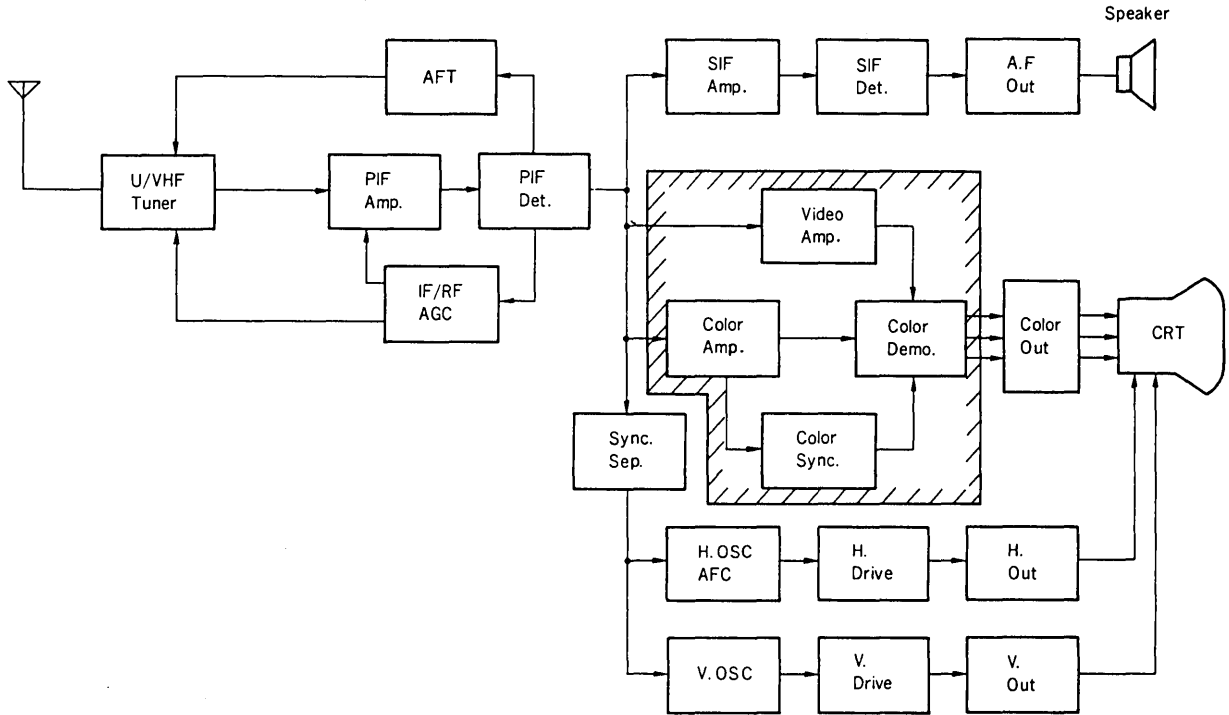 Speaker
AFT
SIF
Amp.
SIF
Det.
A.F
Out
U/VHF
Tuner
PIF
Amp.
PIF
Det.
Video
Amp.
IF/RF
AGC
Color
Amp.
Color
Demo.
Color
Out
CRT
Sync.
Sep.
Color
Sync.
H. OSC
AFC
H.
Drive
H.
Out
V. OSC
V.
Drive
V.
Out